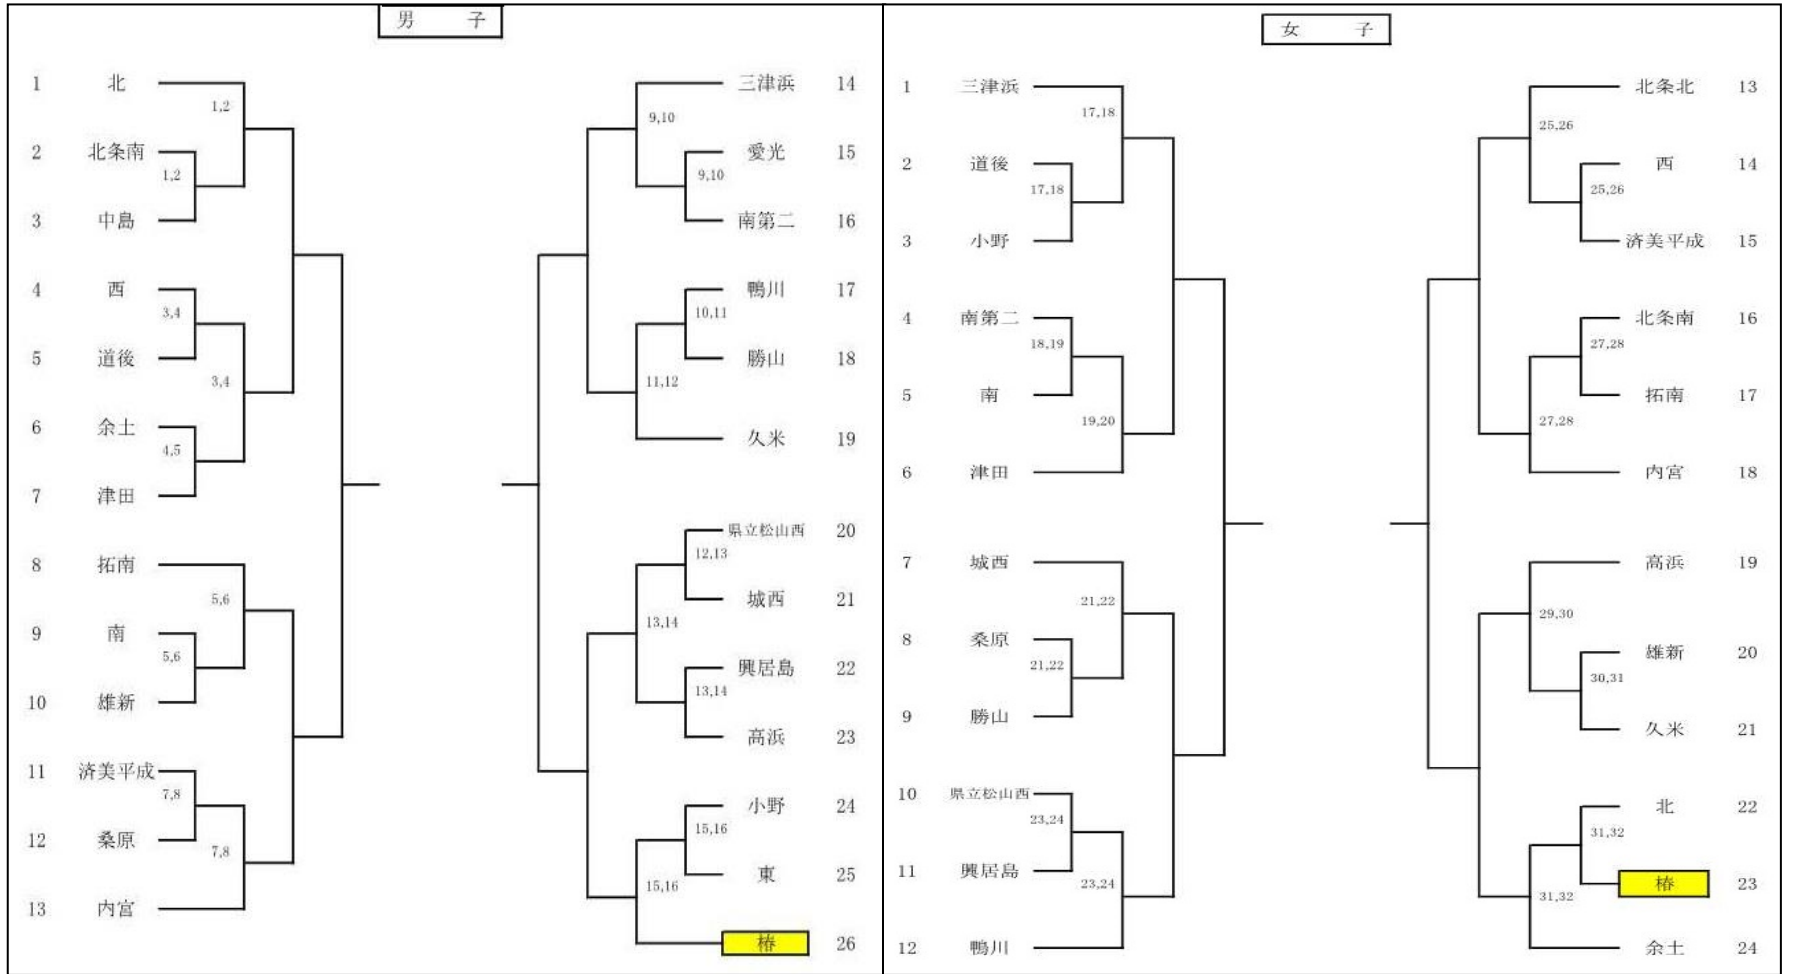 男 子
1 北
1,2
2 北条南
1,2
3 中島
4 西
3,4
5 道後
3,4
6 余土
4,5
7 津田
8 拓南
5,6
9 南
5,6
10 雄新
11 済美平成
7,8
12 桑原
7,8
13 内宮
三津浜 14
9,10
愛光 15
9,10
南第二 16
鴨川 17
10,11
勝山 18
11,12
久米 19
県立松山西 20
12,13
城西 21
13,14
興居島 22
13,14
高浜 23
小野 24
15,16
東 25
15,16
椿 26
女 子
1 三津浜
17,18
2 道後
17,18
3 小野
4 南第二
18,19
5 南
19,20
6 津田
7 城西
21,22
8 桑原
21,22
9 勝山
10 県立松山西
23,24
11 興居島
23,24
12 鴨川
北条北 13
25,26
西 14
25,26
済美平成 15
北条南 16
27,28
拓南 17
27,28
内宮 18
高浜 19
29,30
雄新 20
30,31
久米 21
北 22
31,32
椿 23
31,32
余土 24